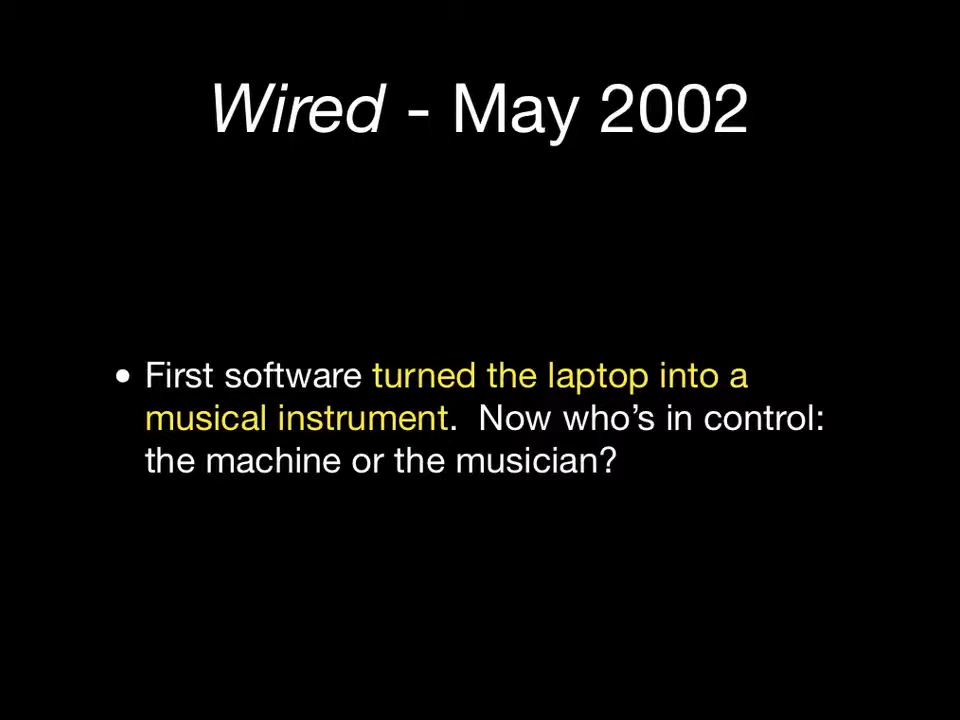 Wired - May 2002
• First software turned the laptop into a
musical instrument.  Now who’s in control:
the machine or the musician?